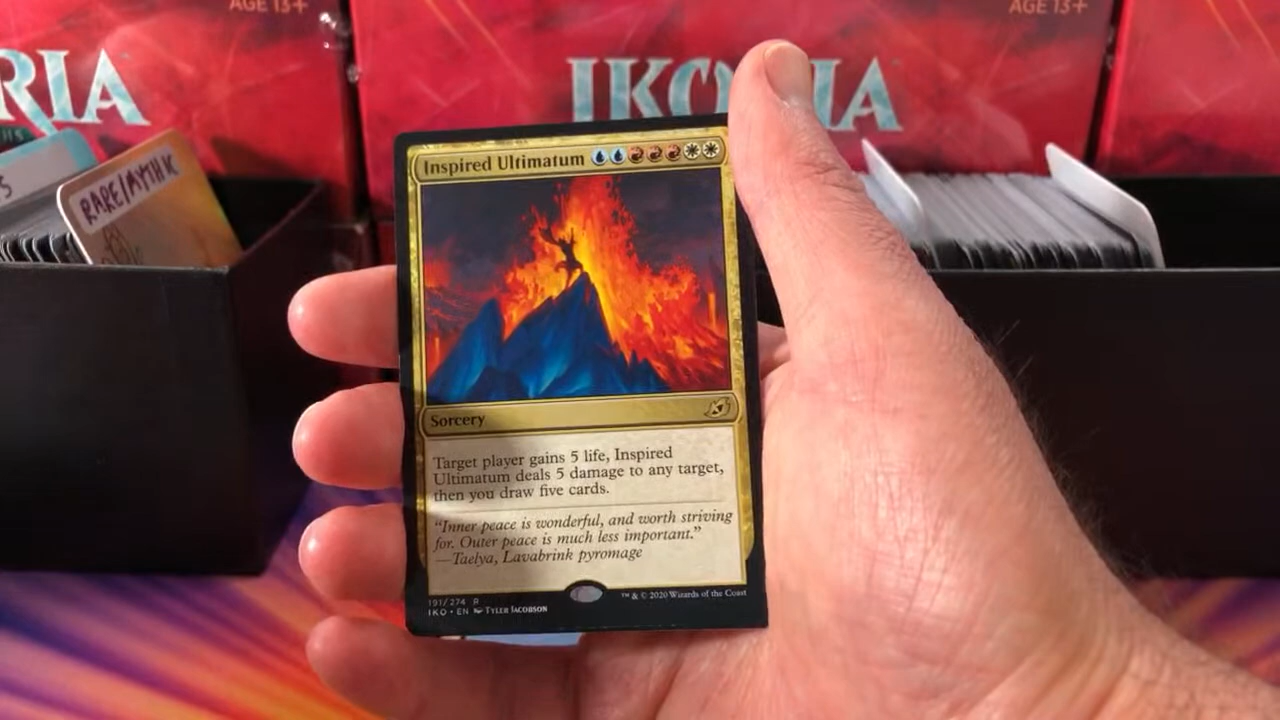 AGE 13+
AGE 13+
RIA
IKORIA
RARE/MYTHIC
Inspired Ultimatum
Sorcery
Target player gains 5 life, Inspired
Ultimatum deals 5 damage to any target,
then you draw five cards.
"Inner peace is wonderful, and worth striving
for. Outer peace is much less important."
—Taelya, Lavabrink pyromage
191/274 R
IKO • EN TYLER JACOBSON
™ & © 2020 Wizards of the Coast